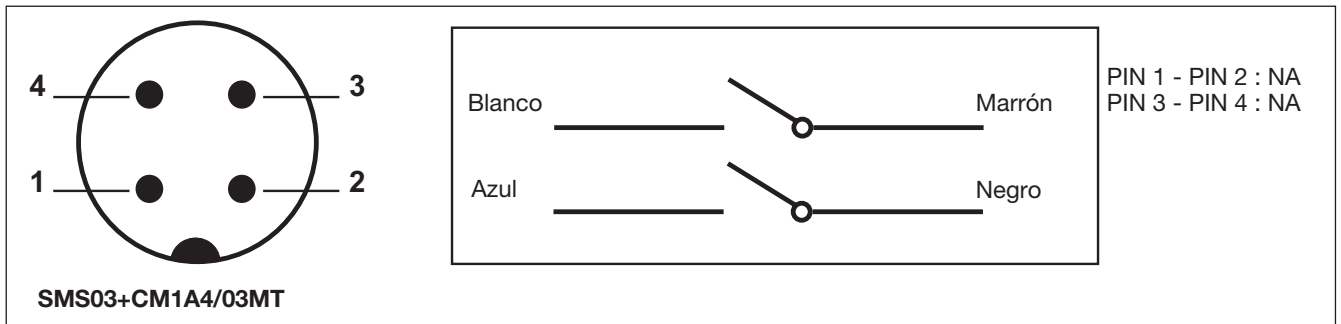 4
3
1
2
SMS03+CM1A4/03MT
Blanco
Marrón
Azul
Negro
PIN 1 - PIN 2 : NA
PIN 3 - PIN 4 : NA